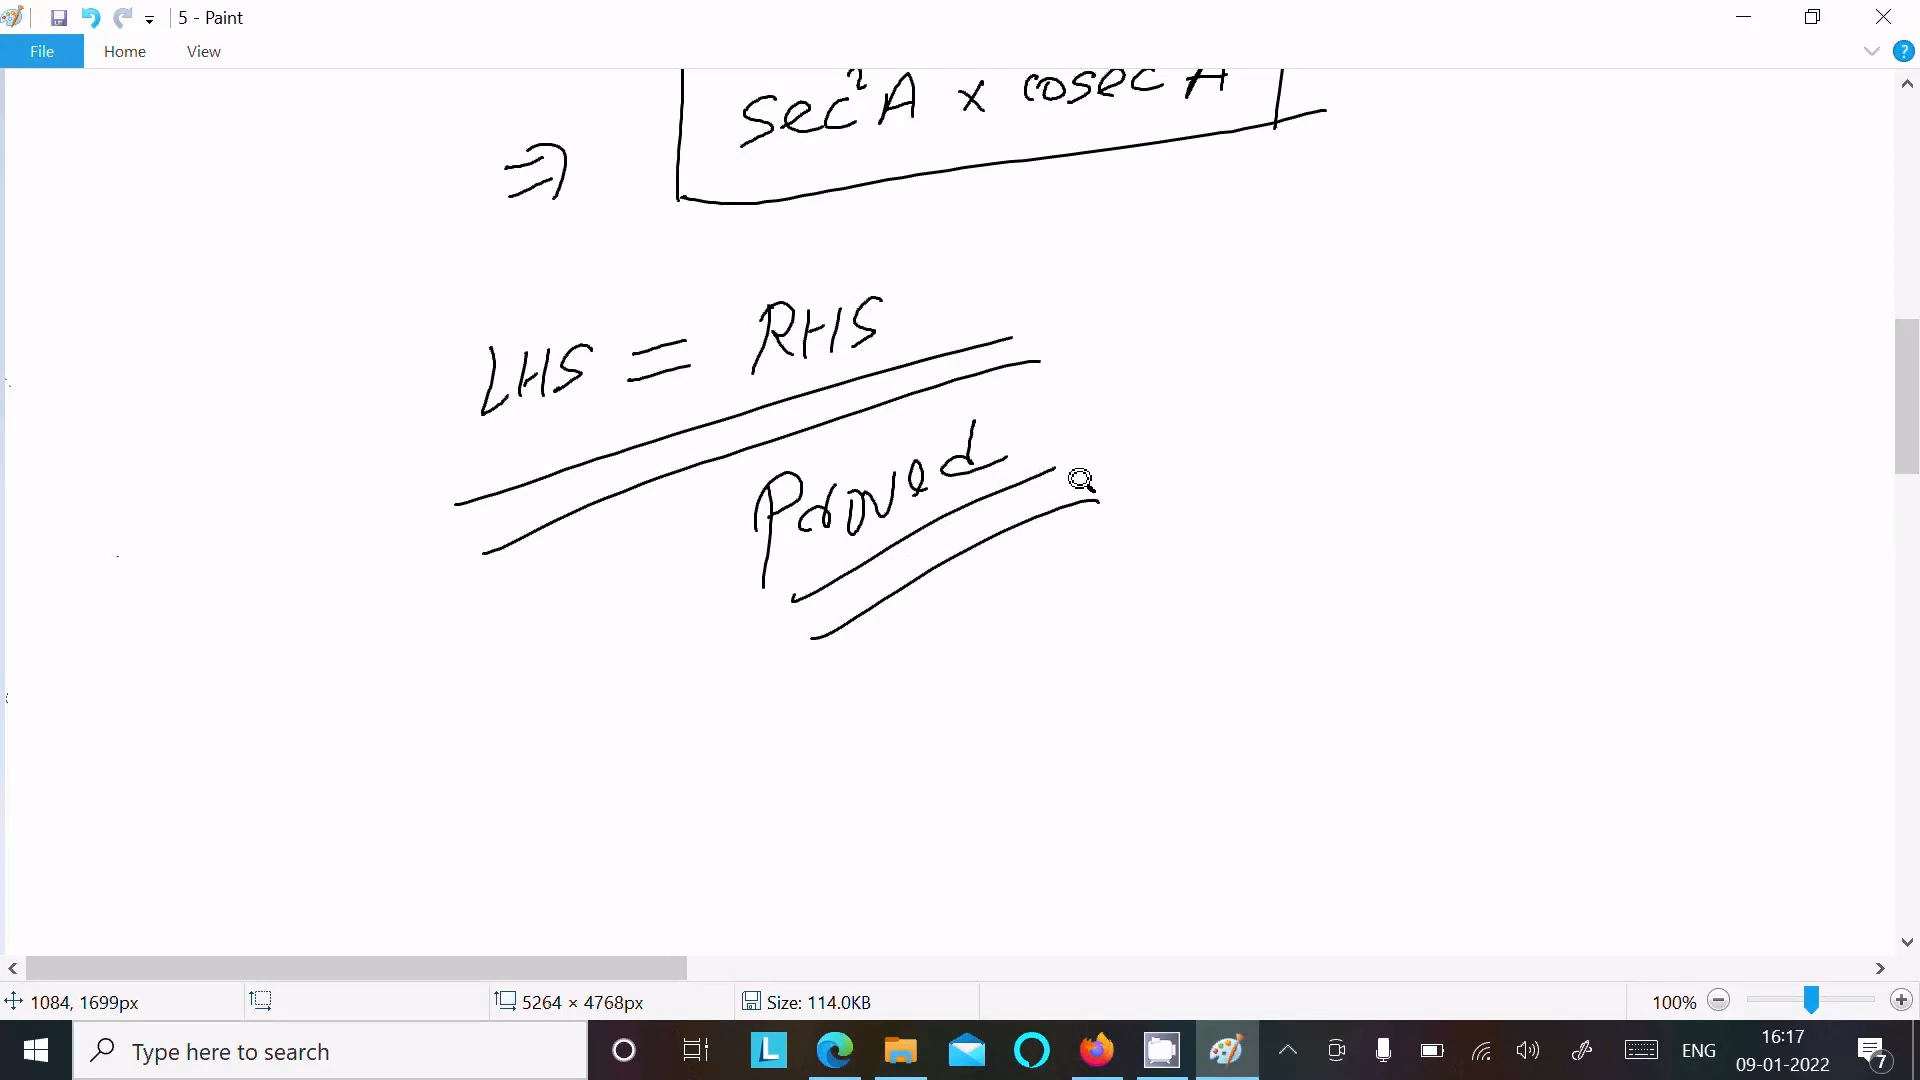 5 - Paint
File Home View
sec²A × cosec A
⇒
LHS = RHS
Proved
1084, 1699px 5264 × 4768px Size: 114.0KB 100%
Type here to search L ENG 16:17
09-01-2022 7